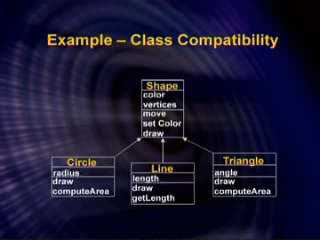 Example – Class Compatibility
Shape
color
vertices
move
set Color
draw
Circle
radius
draw
computeArea
Line
length
draw
getLength
Triangle
angle
draw
computeArea